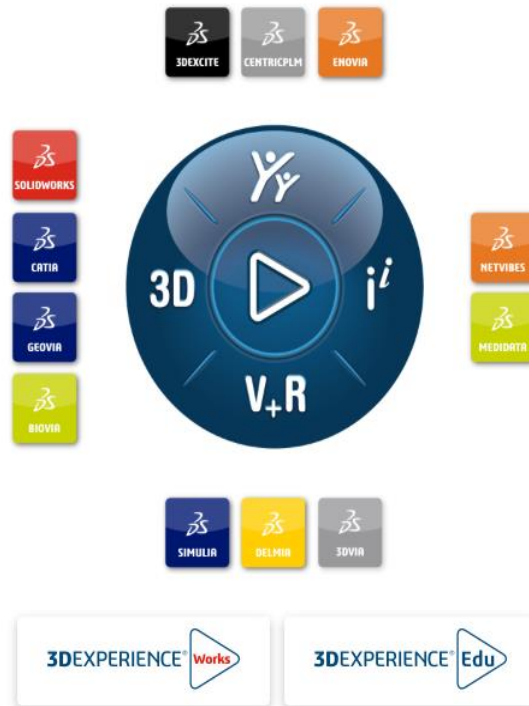 3DEXCITE
CENTRICPLM
ENOVIA
SOLIDWORKS
CATIA
GEOVIA
BIOVIA
3D
i i
V+R
NETVIBES
MEDIDATA
SIMULIA
DELMIA
3DVIA
3DEXPERIENCE® Works
3DEXPERIENCE® Edu